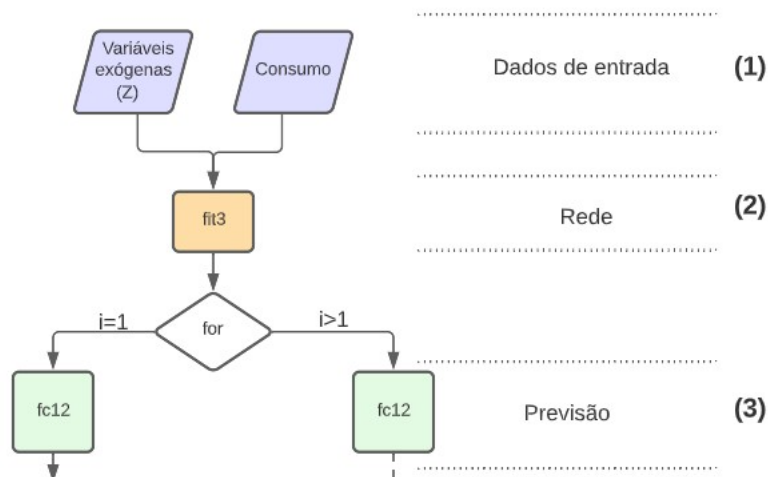 Variáveis
exógenas
(Z)
Consumo
Dados de entrada
(1)
fit3
Rede
(2)
for
i=1
i>1
fc12
fc12
Previsão
(3)